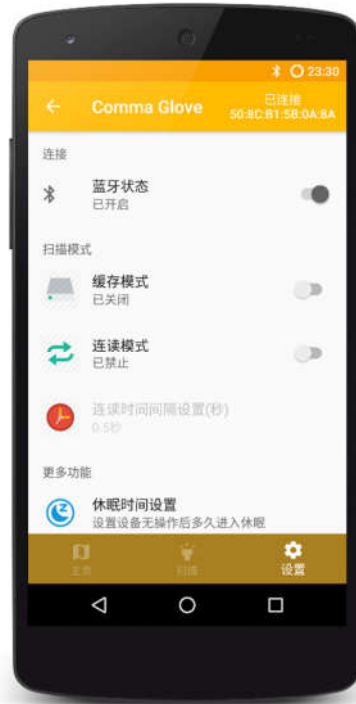 23:30
Comma Glove
已连接
50:8C:B1:5B:0A:8A
连接
蓝牙状态
已开启
扫描模式
缓存模式
已关闭
连读模式
已禁止
连读时间间隔设置(秒)
0.5秒
更多功能
休眠时间设置
设置设备无操作后多久进入休眠
主页
扫描
设置